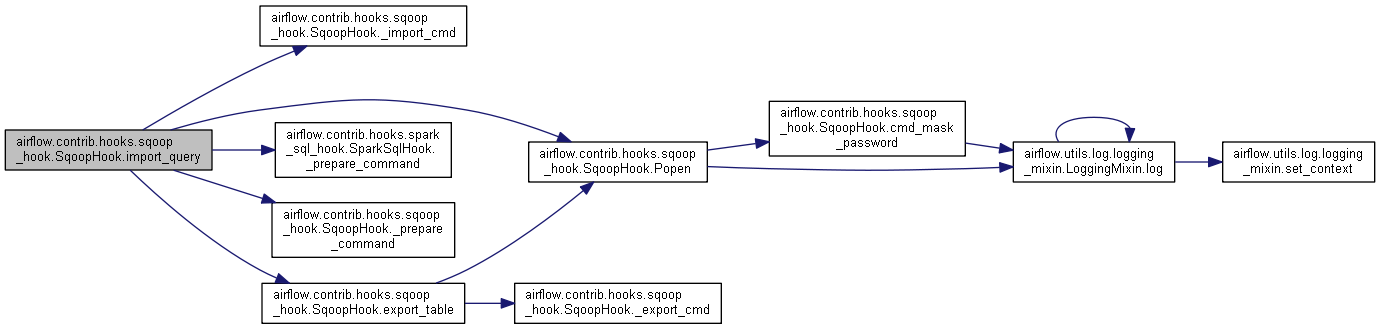 airflow.contrib.hooks.sqoop
_hook.SqoopHook._import_cmd
airflow.contrib.hooks.sqoop
_hook.SqoopHook.import_query
airflow.contrib.hooks.spark
_sql_hook.SparkSqlHook.
_prepare_command
airflow.contrib.hooks.sqoop
_hook.SqoopHook._prepare
_command
airflow.contrib.hooks.sqoop
_hook.SqoopHook.export_table
airflow.contrib.hooks.sqoop
_hook.SqoopHook.Popen
airflow.contrib.hooks.sqoop
_hook.SqoopHook._export_cmd
airflow.contrib.hooks.sqoop
_hook.SqoopHook.cmd_mask
_password
airflow.utils.log.logging
_mixin.LoggingMixin.log
airflow.utils.log.logging
_mixin.set_context